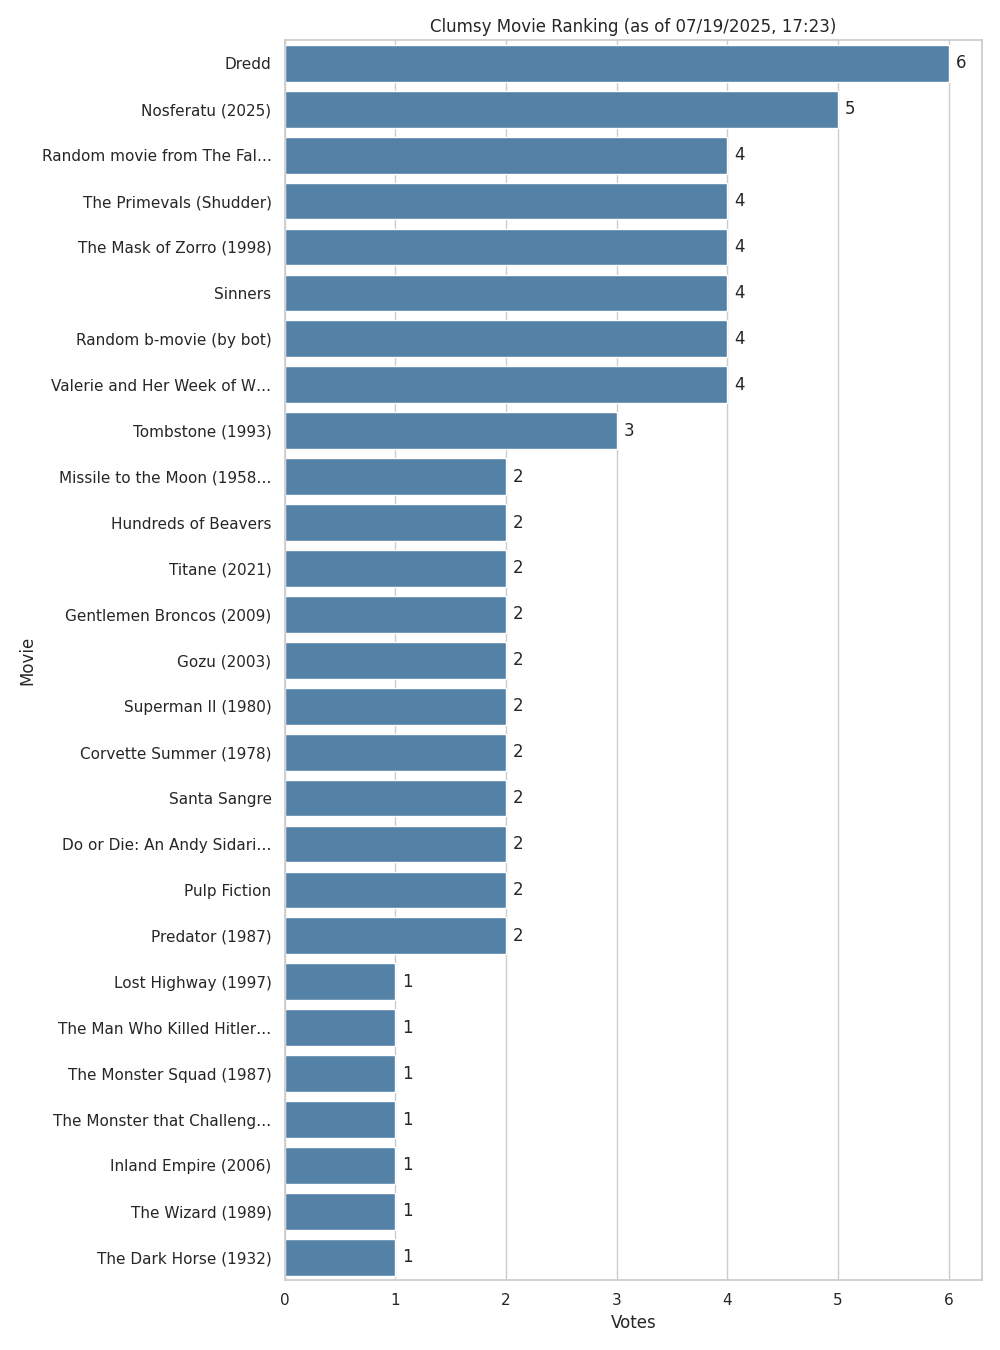 Clumsy Movie Ranking (as of 07/19/2025, 17:23)
Dredd 6
Nosferatu (2025) 5
Random movie from The Fal... 4
The Primevals (Shudder) 4
The Mask of Zorro (1998) 4
Sinners 4
Random b-movie (by bot) 4
Valerie and Her Week of W... 4
Tombstone (1993) 3
Missile to the Moon (1958... 2
Hundreds of Beavers 2
Titane (2021) 2
Gentlemen Broncos (2009) 2
Gozu (2003) 2
Superman II (1980) 2
Corvette Summer (1978) 2
Santa Sangre 2
Do or Die: An Andy Sidari... 2
Pulp Fiction 2
Predator (1987) 2
Lost Highway (1997) 1
The Man Who Killed Hitler... 1
The Monster Squad (1987) 1
The Monster that Challeng... 1
Inland Empire (2006) 1
The Wizard (1989) 1
The Dark Horse (1932) 1
Movie
0 1 2 3 4 5 6
Votes